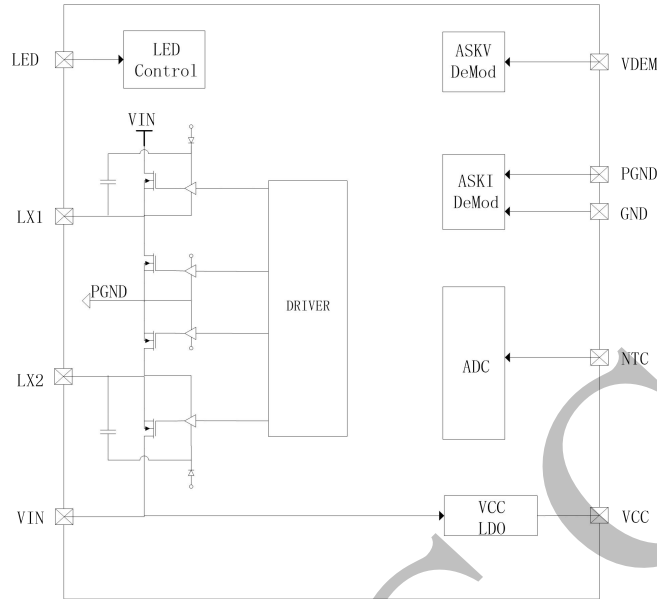 LED
LED
Control
ASKV
DeMod
VDEM
VIN
ASKI
DeMod
PGND
GND
LX1
PGND
DRIVER
ADC
NTC
LX2
VIN
VCC
LDO
VCC